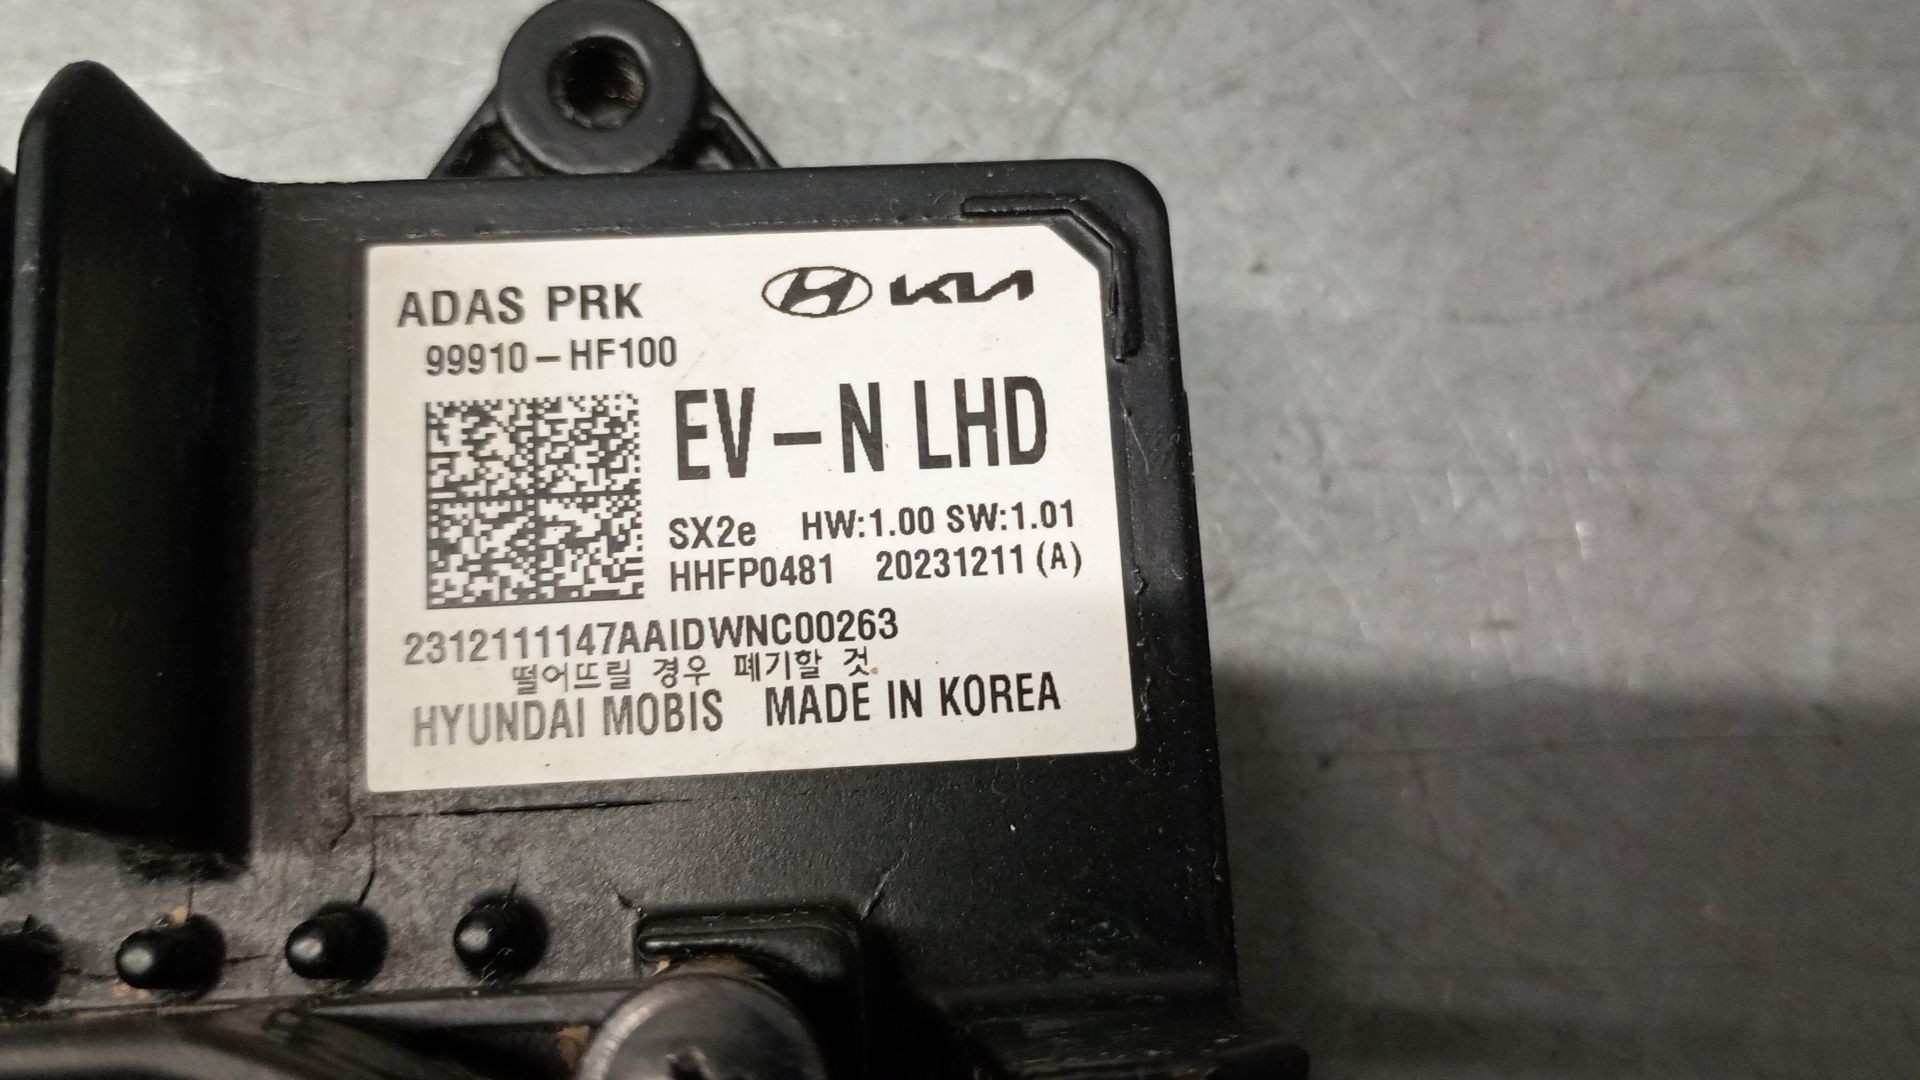 ADAS PRK KIA
99910-HF100
EV-N LHD
SX2e HW:1.00 SW:1.01
HHFP0481 20231211 (A)
2312111147AAIDWNC00263
떨어뜨릴 경우 폐기할 것.
HYUNDAI MOBIS MADE IN KOREA